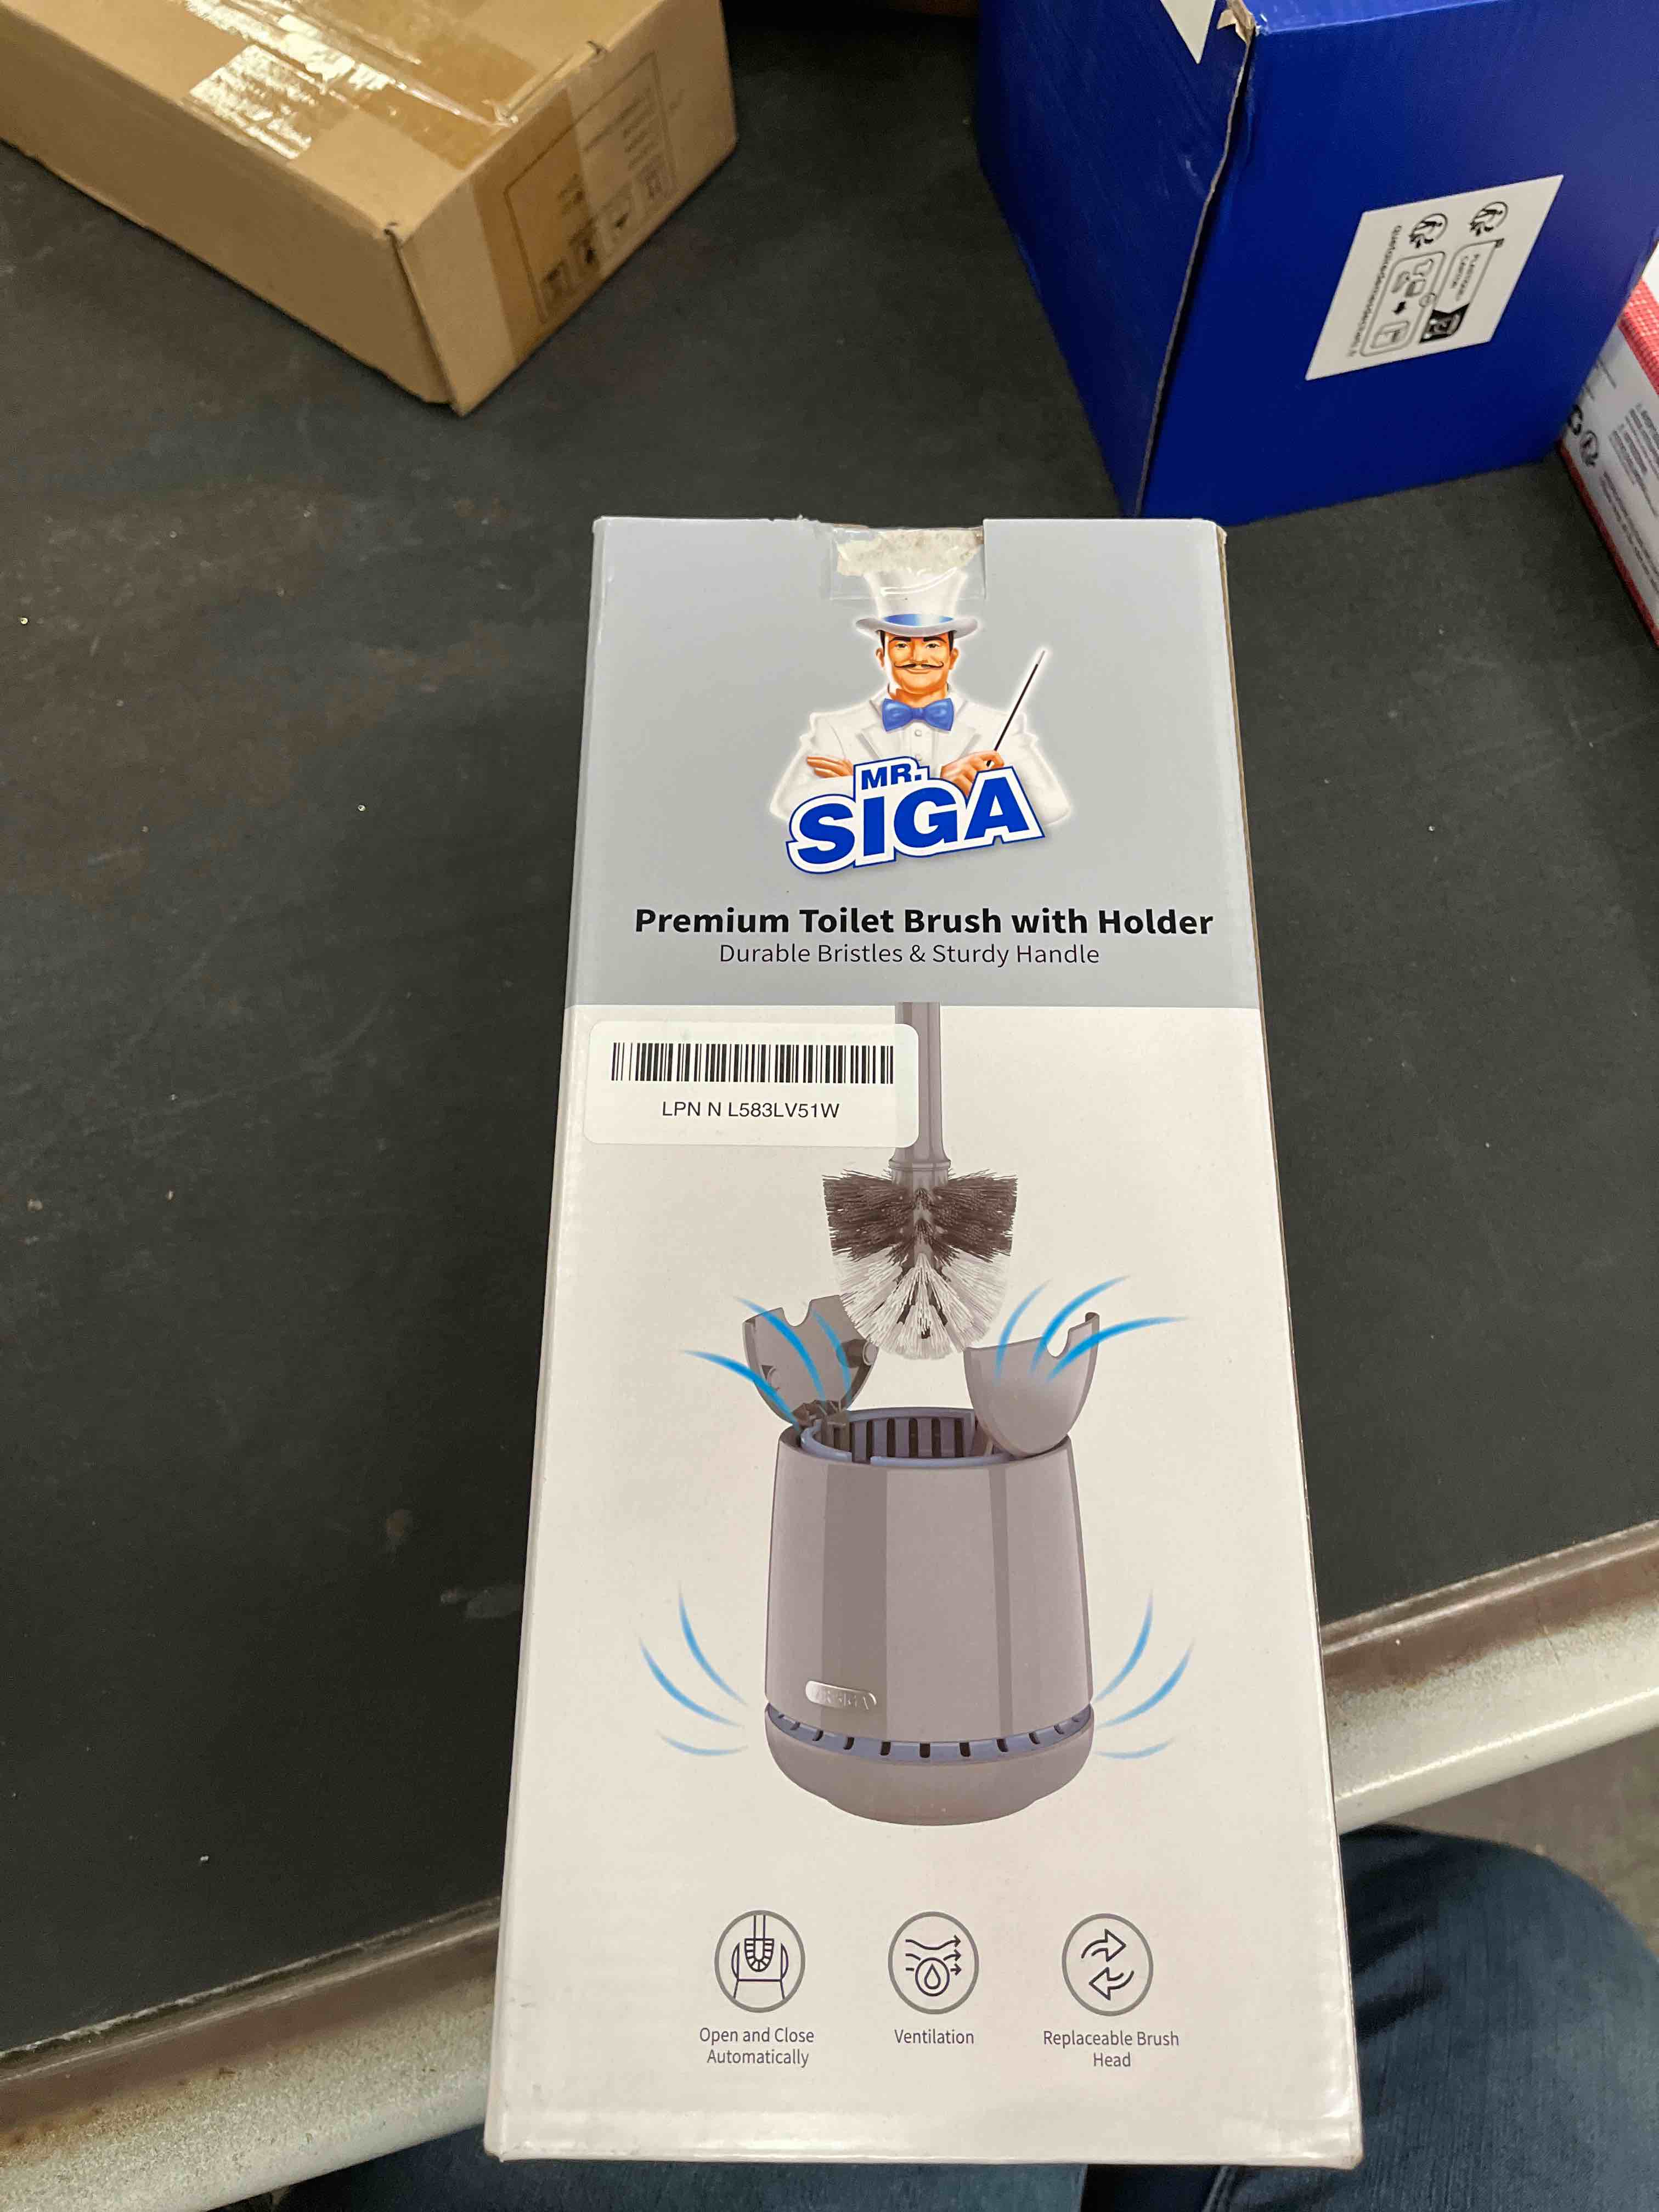 MR.
SIGA
Premium Toilet Brush with Holder
Durable Bristles & Sturdy Handle
LPN N L583LV51W
Open and Close
Automatically
Ventilation
Replaceable Brush
Head